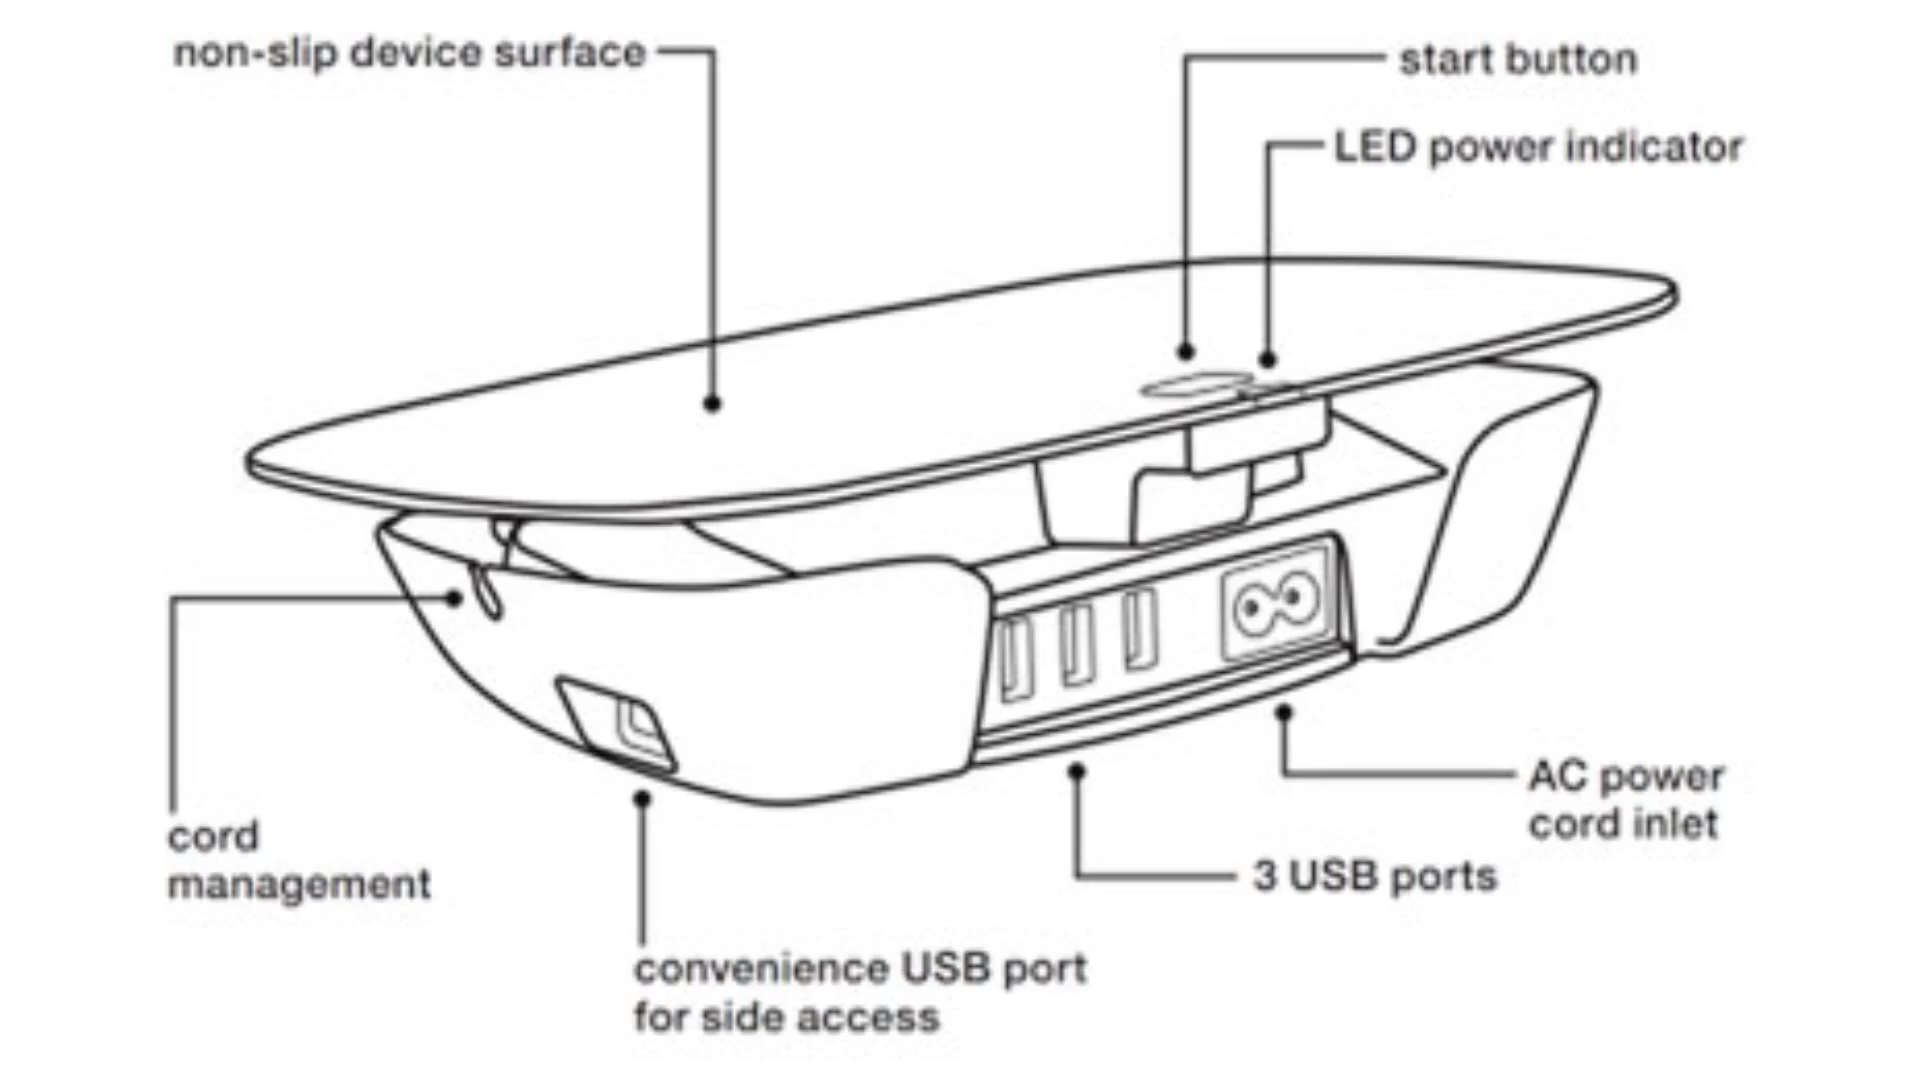 non-slip device surface
start button
LED power indicator
cord
management
convenience USB port
for side access
3 USB ports
AC power
cord inlet